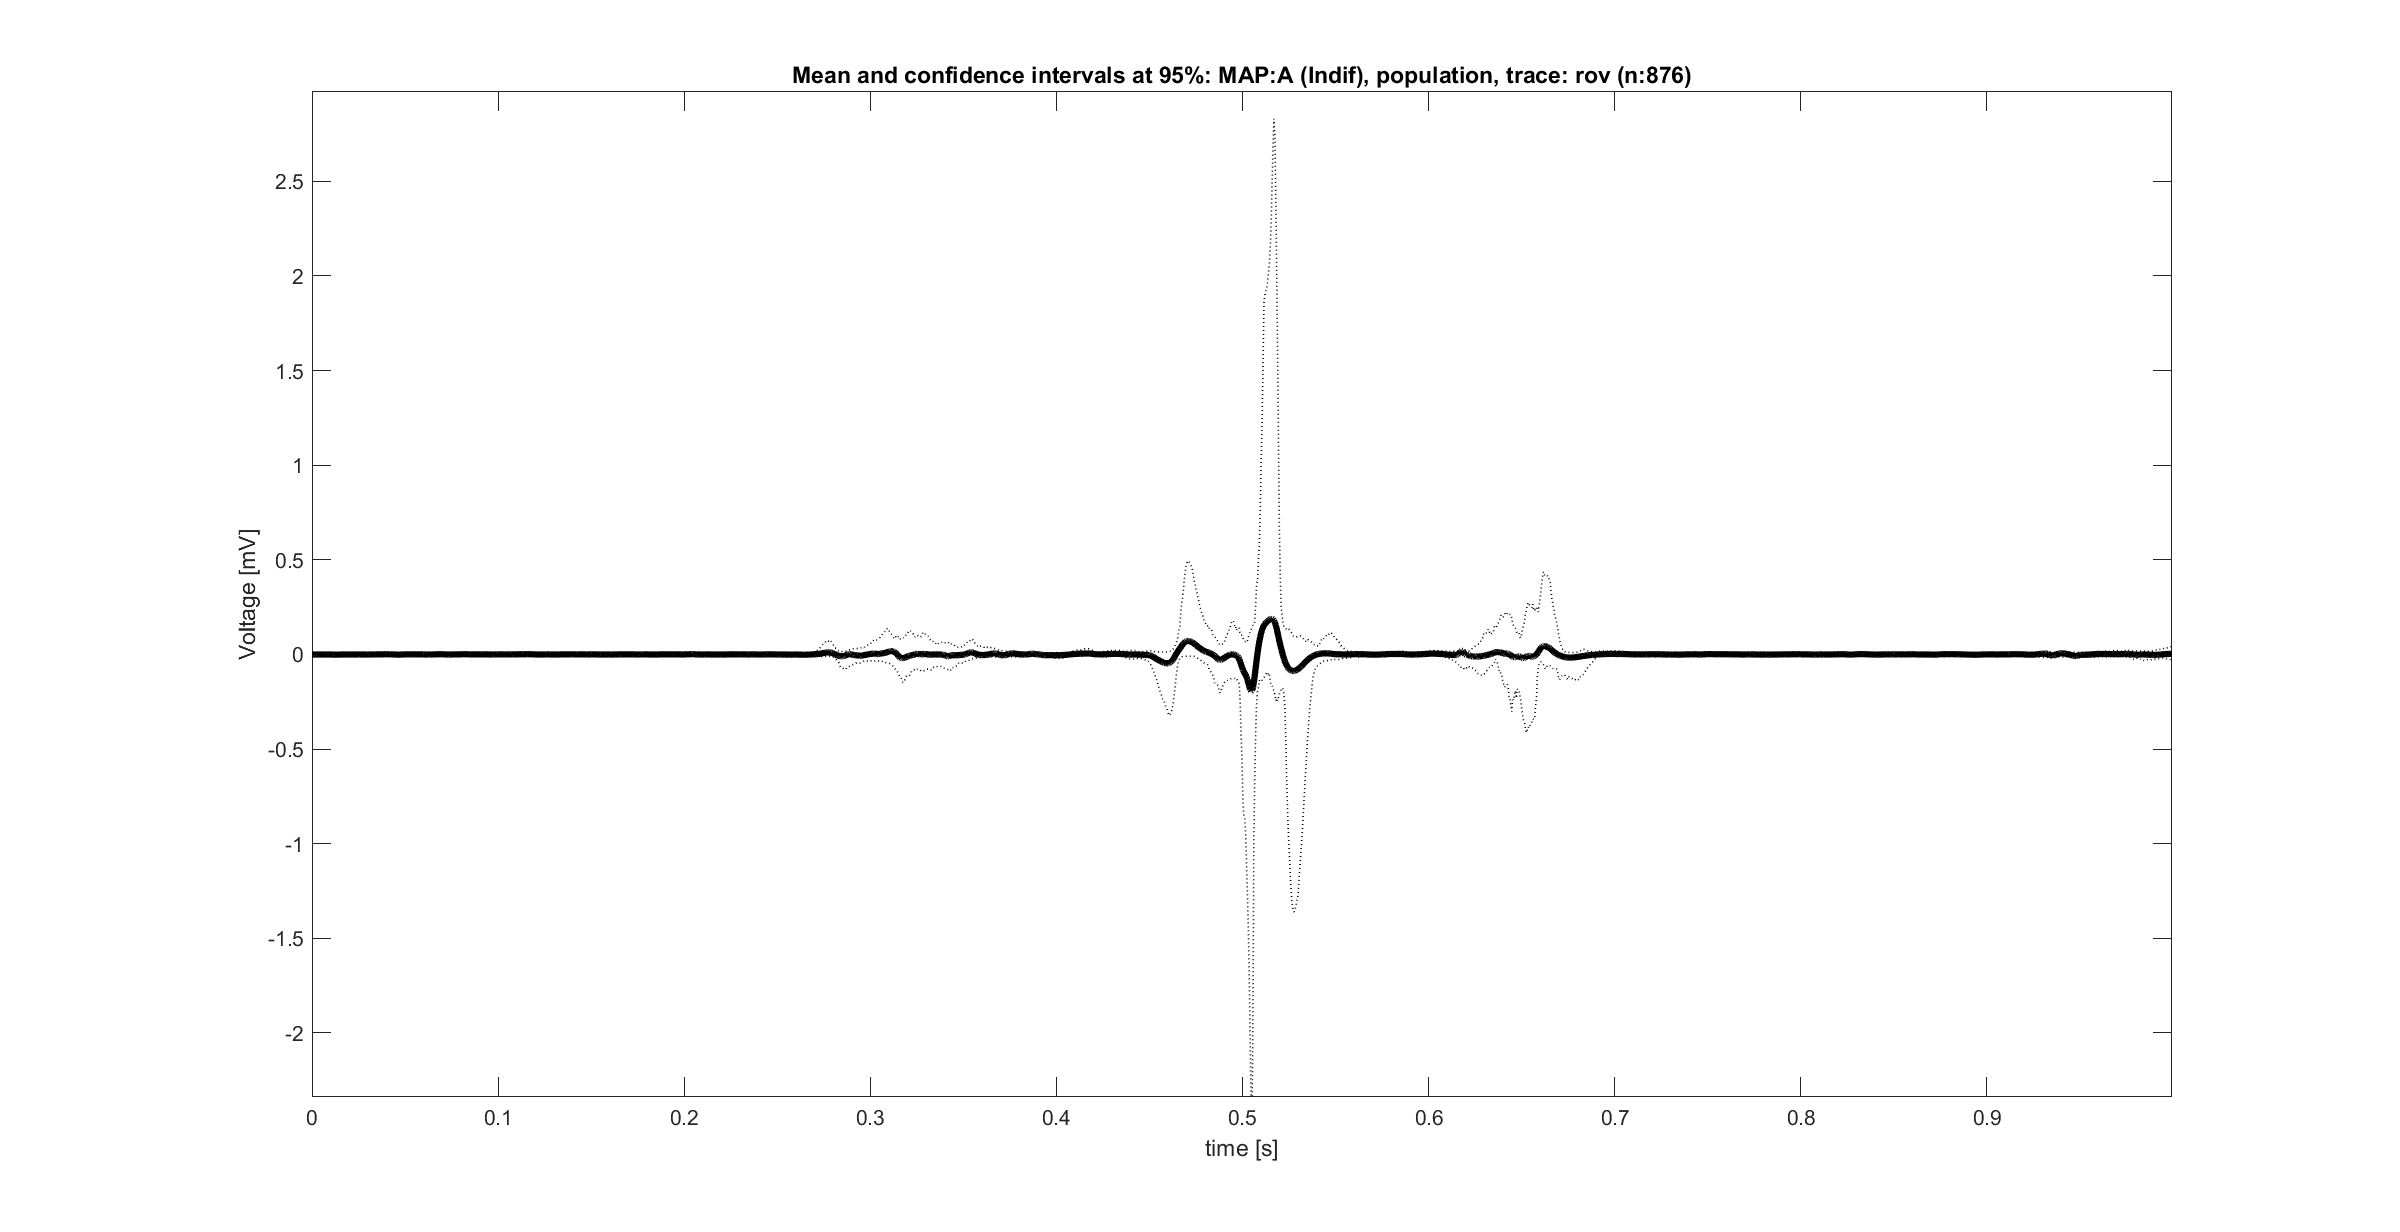 Mean and confidence intervals at 95%: MAP:A (Indif), population, trace: rov (n:876)
Voltage [mV]
2.5
2
1.5
1
0.5
0
-0.5
-1
-1.5
-2
0 0.1 0.2 0.3 0.4 0.5 0.6 0.7 0.8 0.9
time [s]